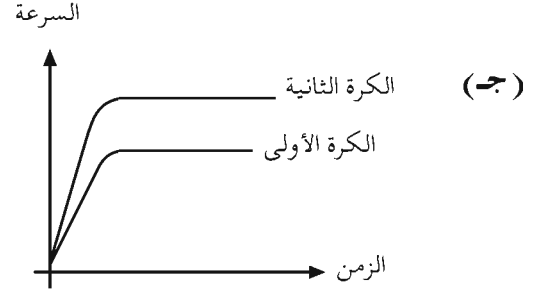 السرعة
(جـ)
الكرة الثانية
الكرة الأولى
الزمن